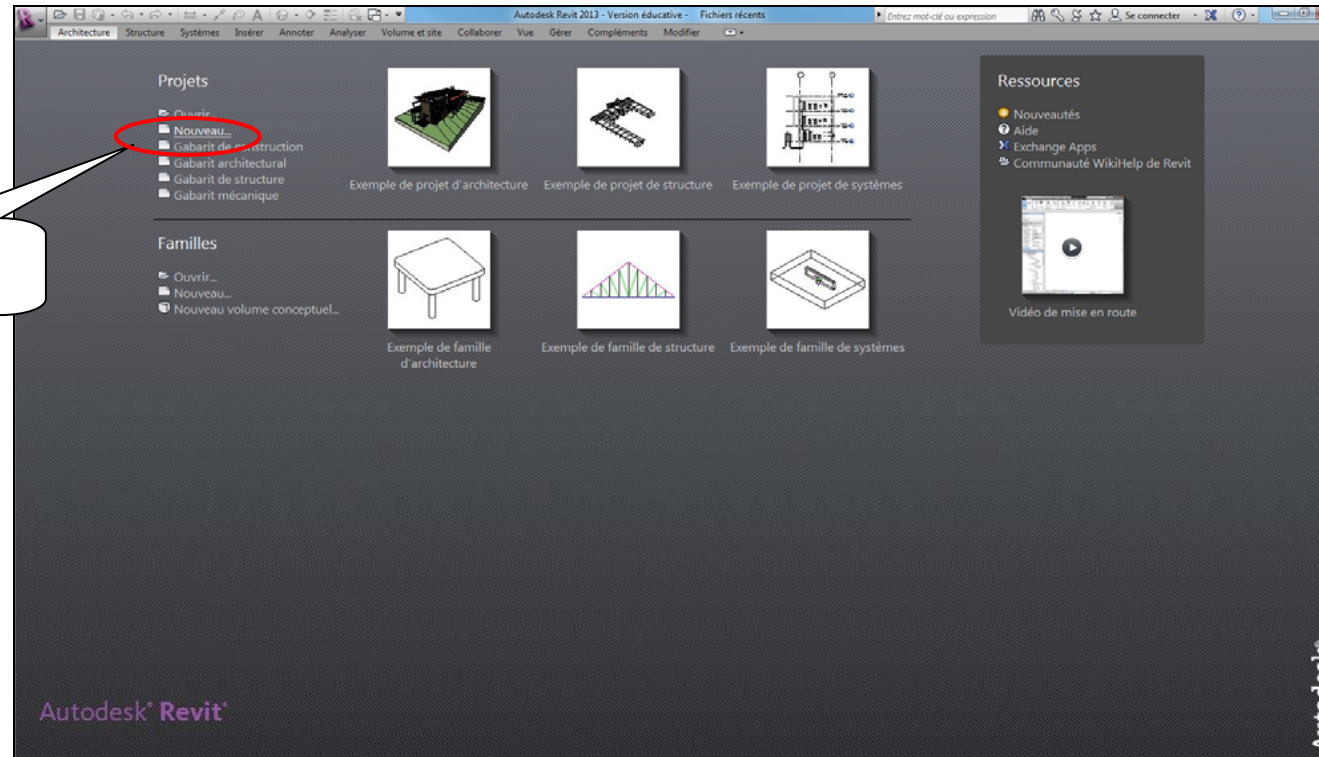 Autodesk Revit 2013 - Version éducative - Fichiers récents
Entrez mot-clé ou expression
Se connecter
Architecture Structure Systèmes Insérer Annoter Analyser Volume et site Collaborer Vue Gérer Compléments Modifier
Projets
Ouvrir...
Nouveau...
Gabarit de construction
Gabarit architectural
Gabarit de structure
Gabarit mécanique
Exemple de projet d'architecture
Exemple de projet de structure
Exemple de projet de systèmes
Familles
Ouvrir...
Nouveau...
Nouveau volume conceptuel...
Exemple de famille
d'architecture
Exemple de famille de structure
Exemple de famille de systèmes
Ressources
Nouveautés
Aide
Exchange Apps
Communauté WikiHelp de Revit
Vidéo de mise en route
Autodesk® Revit®